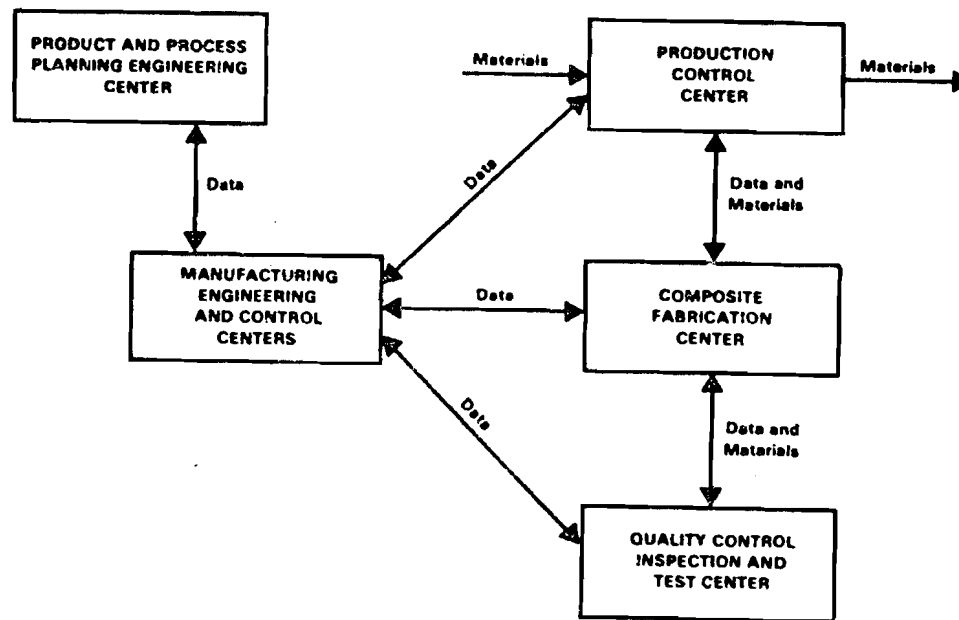 PRODUCT AND PROCESS
PLANNING ENGINEERING
CENTER
Materials
PRODUCTION
CONTROL
CENTER
Materials
Data
Data
Data and
Materials
MANUFACTURING
ENGINEERING
AND CONTROL
CENTERS
Data
COMPOSITE
FABRICATION
CENTER
Data
Data and
Matarials
QUALITY CONTROL
INSPECTION AND
TEST CENTER